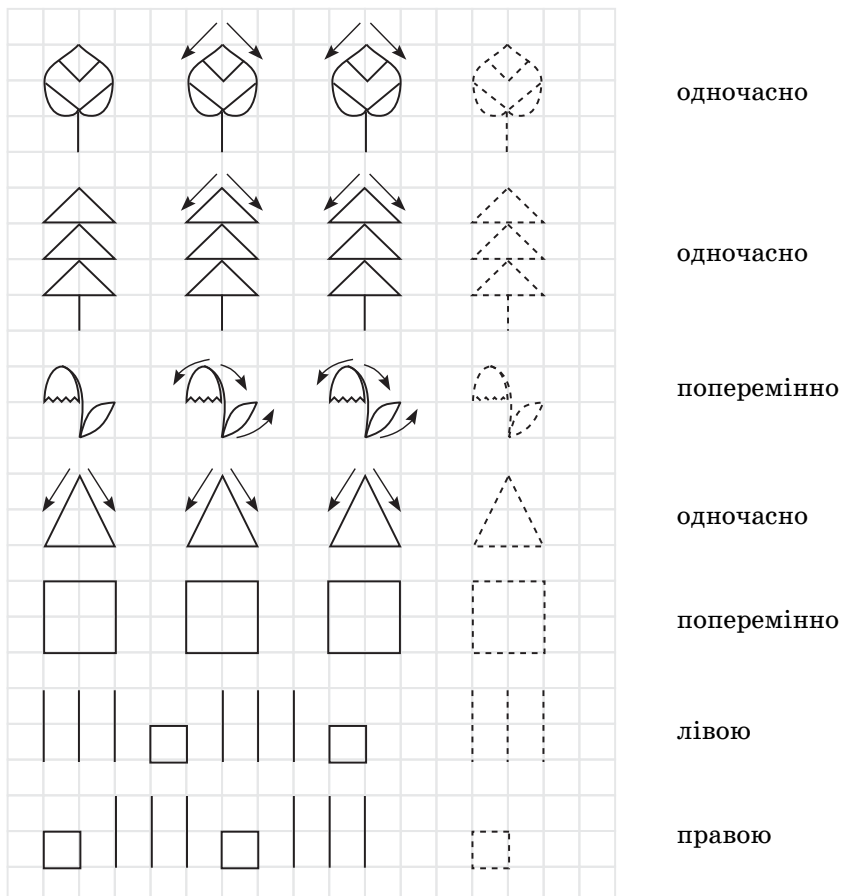 одночасно
одночасно
поперемінно
одночасно
поперемінно
лівою
правою